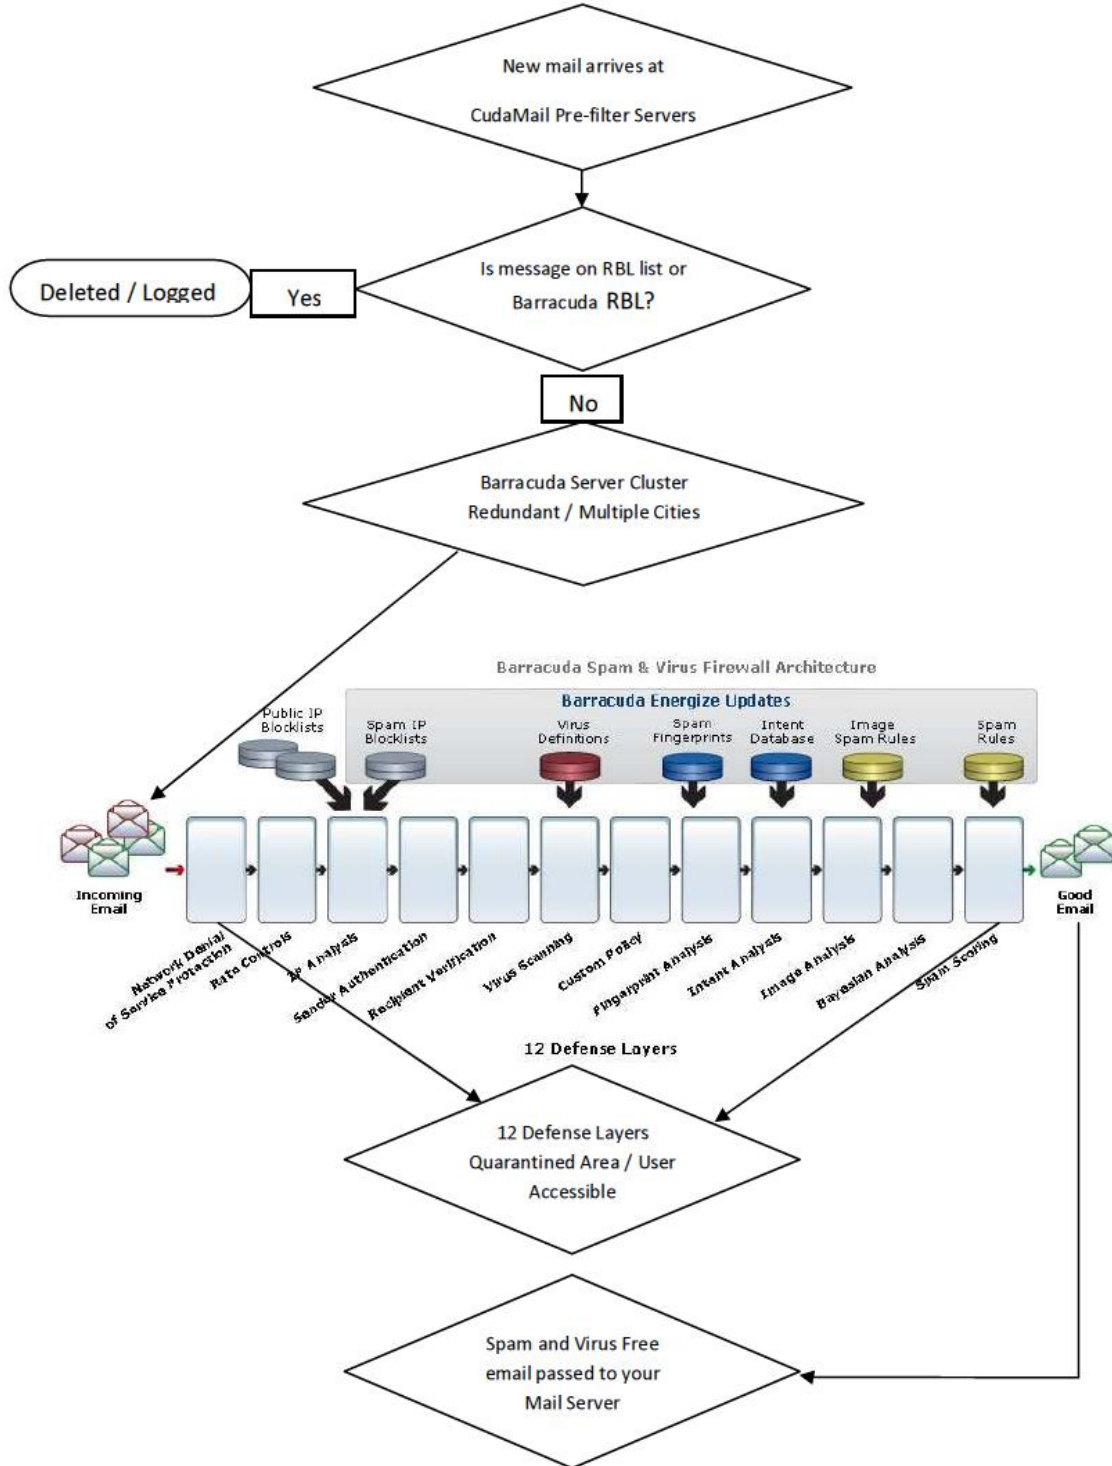 New mail arrives at
CudaMail Pre-filter Servers
Is message on RBL list or
Barracuda RBL?
Yes
Deleted / Logged
No
Barracuda Server Cluster
Redundant / Multiple Cities
Barracuda Spam & Virus Firewall Architecture
Barracuda Energize Updates
Public IP
Blocklists
Spam IP
Blocklists
Virus
Definitions
Spam
Fingerprints
Intent
Database
Image
Spam Rules
Spam
Rules
Incoming
Email
Good
Email
Network Denial
of Service Protection
Rate Controls
IP Analysis
Sender Authentication
Recipient Verification
Virus Scanning
Custom Policy
Fingerprint Analysis
Intent Analysis
Image Analysis
Bayesian Analysis
Spam Scoring
12 Defense Layers
12 Defense Layers
Quarantined Area / User
Accessible
Spam and Virus Free
email passed to your
Mail Server